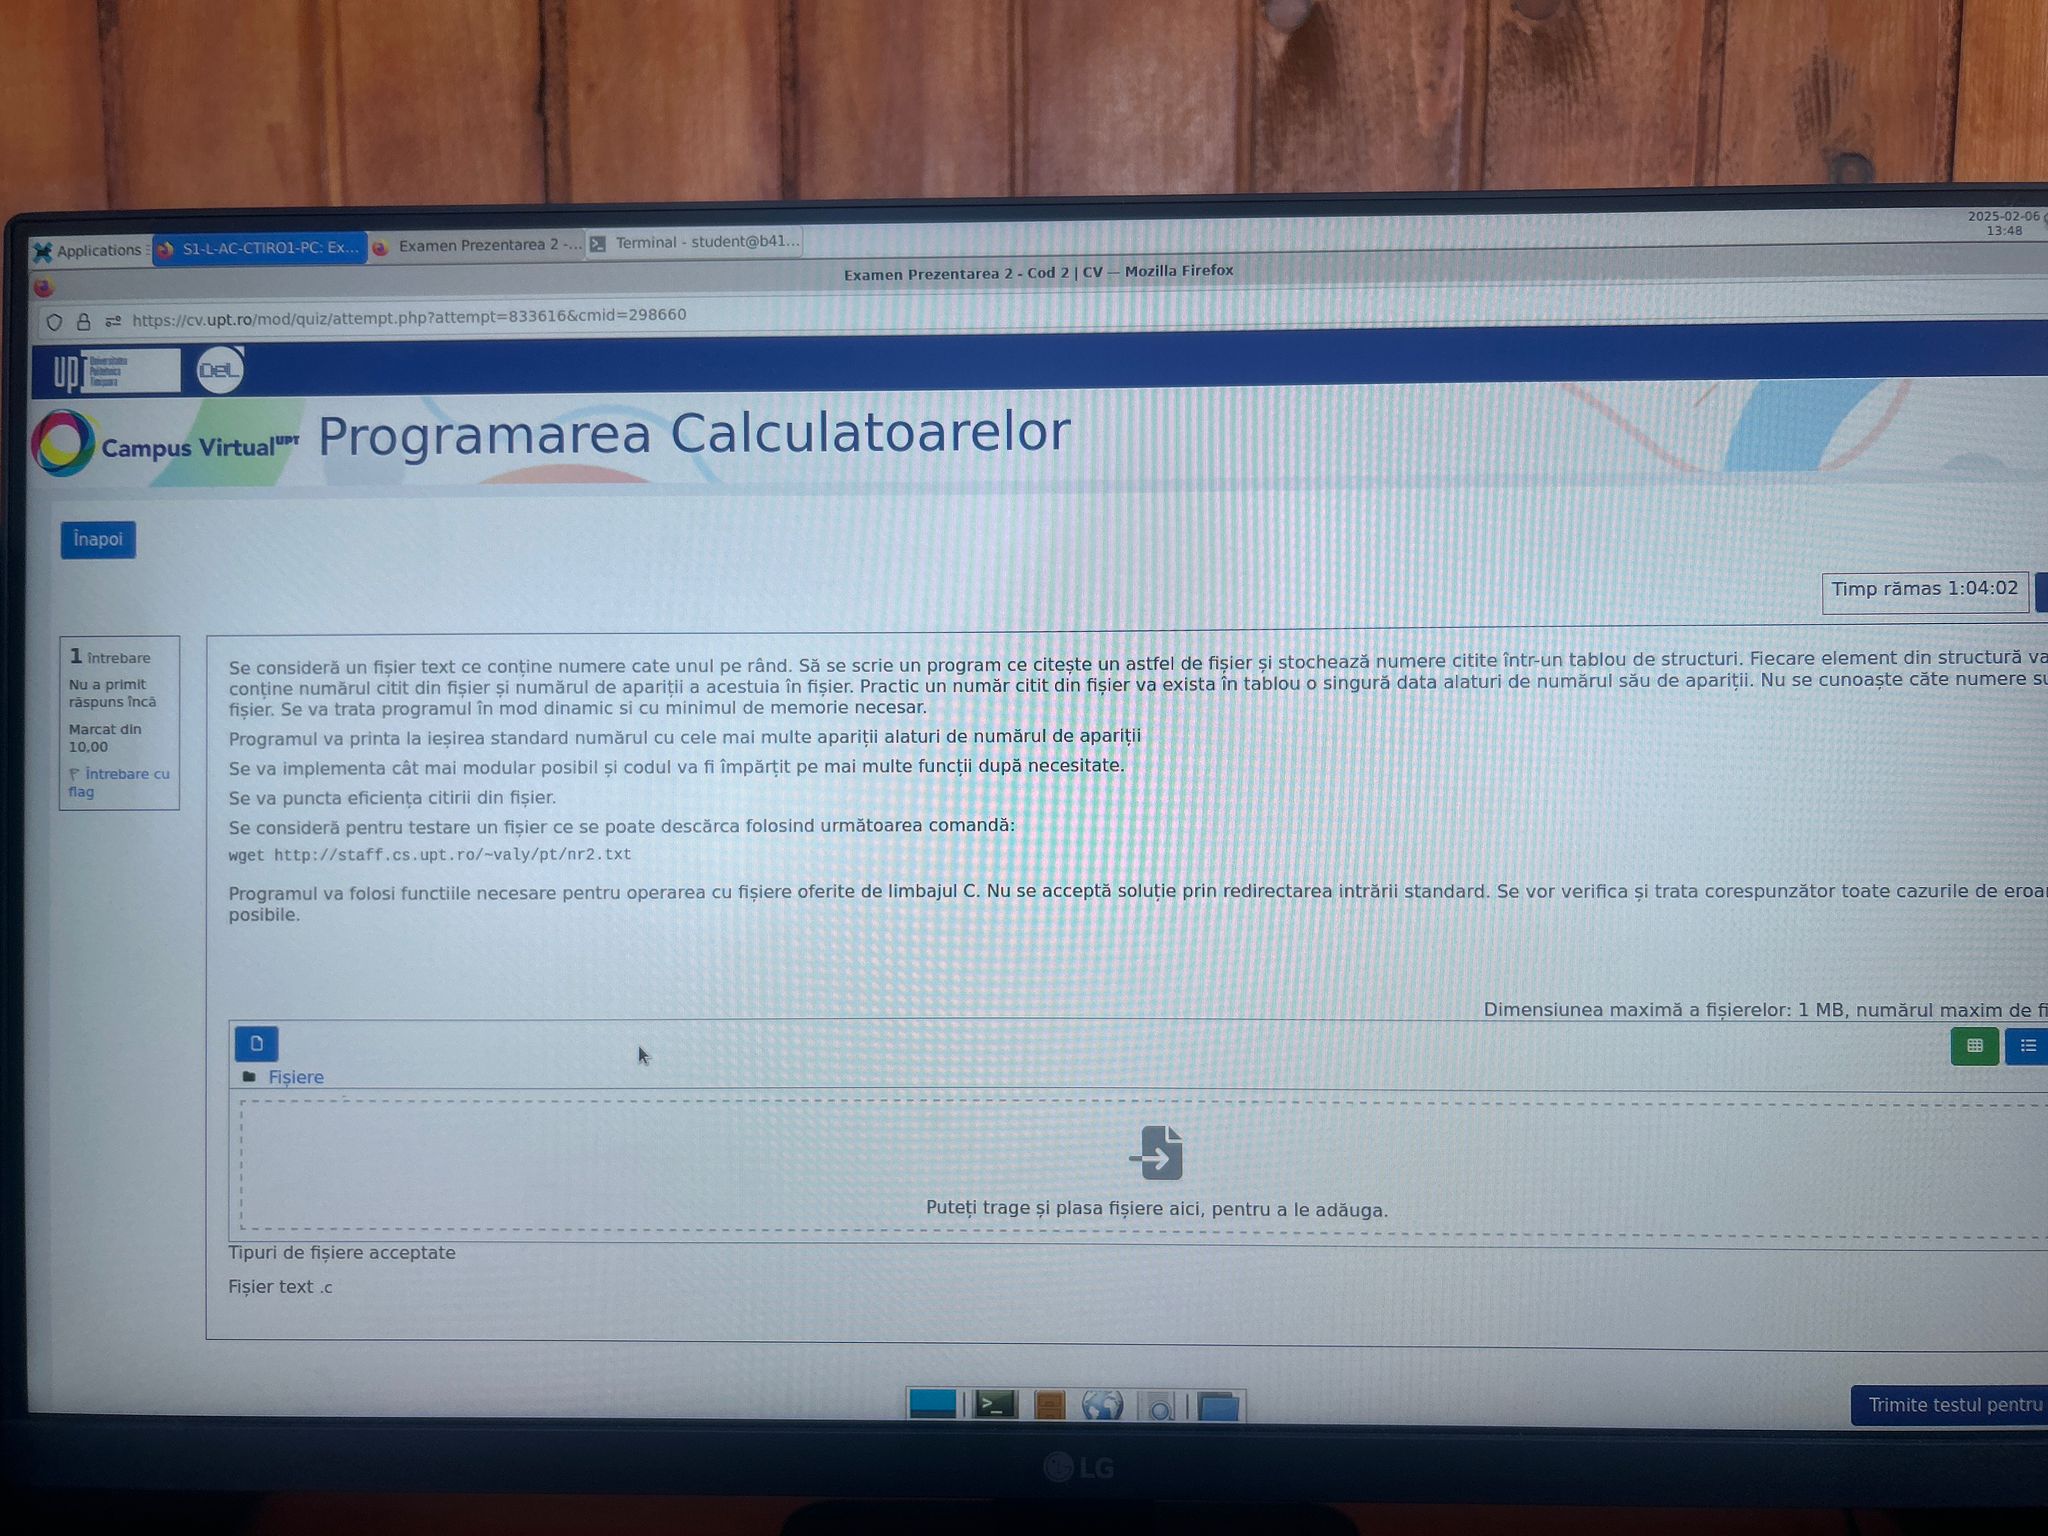 2025-02-06
13:48
Applications
S1-L-AC-CTIRO1-PC: Ex...
Examen Prezentarea 2 -...
Terminal - student@b41...
Examen Prezentarea 2 - Cod 2 | CV — Mozilla Firefox
https://cv.upt.ro/mod/quiz/attempt.php?attempt=833616&cmid=298660
UPT Universitatea Politehnica Timișoara
DeL
Campus Virtual UPT Programarea Calculatoarelor
Înapoi
Timp rămas 1:04:02
1 întrebare
Nu a primit
răspuns încă
Marcat din
10,00
Întrebare cu
flag
Se consideră un fișier text ce conține numere cate unul pe rând. Să se scrie un program ce citește un astfel de fișier și stochează numere citite într-un tablou de structuri. Fiecare element din structură va
conține numărul citit din fișier și numărul de apariții a acestuia în fișier. Practic un număr citit din fișier va exista în tablou o singură data alaturi de numărul său de apariții. Nu se cunoaște câte numere su
fișier. Se va trata programul în mod dinamic si cu minimul de memorie necesar.
Programul va printa la ieșirea standard numărul cu cele mai multe apariții alaturi de numărul de apariții
Se va implementa cât mai modular posibil și codul va fi împărțit pe mai multe funcții după necesitate.
Se va puncta eficiența citirii din fișier.
Se consideră pentru testare un fișier ce se poate descărca folosind următoarea comandă:
wget http://staff.cs.upt.ro/~valy/pt/nr2.txt
Programul va folosi functiile necesare pentru operarea cu fișiere oferite de limbajul C. Nu se acceptă soluție prin redirectarea intrării standard. Se vor verifica și trata corespunzător toate cazurile de eroar
posibile.
Dimensiunea maximă a fișierelor: 1 MB, numărul maxim de fi
Fișiere
Puteți trage și plasa fișiere aici, pentru a le adăuga.
Tipuri de fișiere acceptate
Fișier text .c
Trimite testul pentru
LG